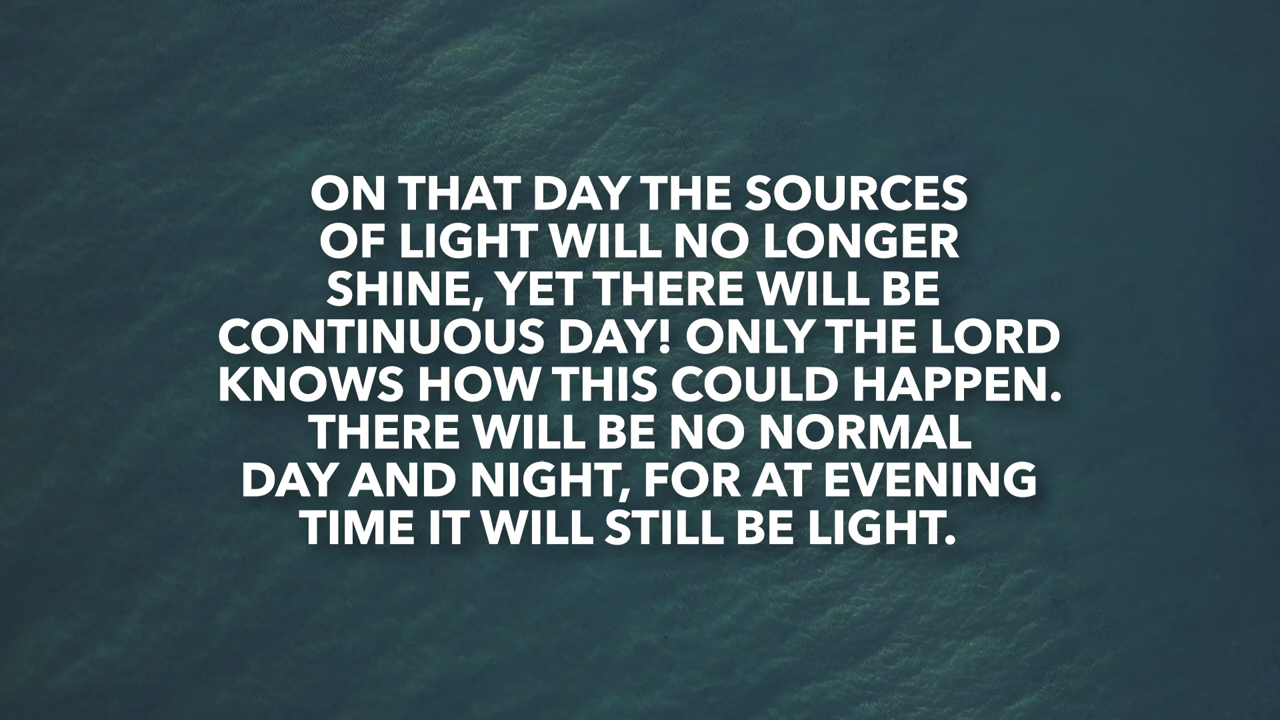 ON THAT DAY THE SOURCES
OF LIGHT WILL NO LONGER
SHINE, YET THERE WILL BE
CONTINUOUS DAY! ONLY THE LORD
KNOWS HOW THIS COULD HAPPEN.
THERE WILL BE NO NORMAL
DAY AND NIGHT, FOR AT EVENING
TIME IT WILL STILL BE LIGHT.